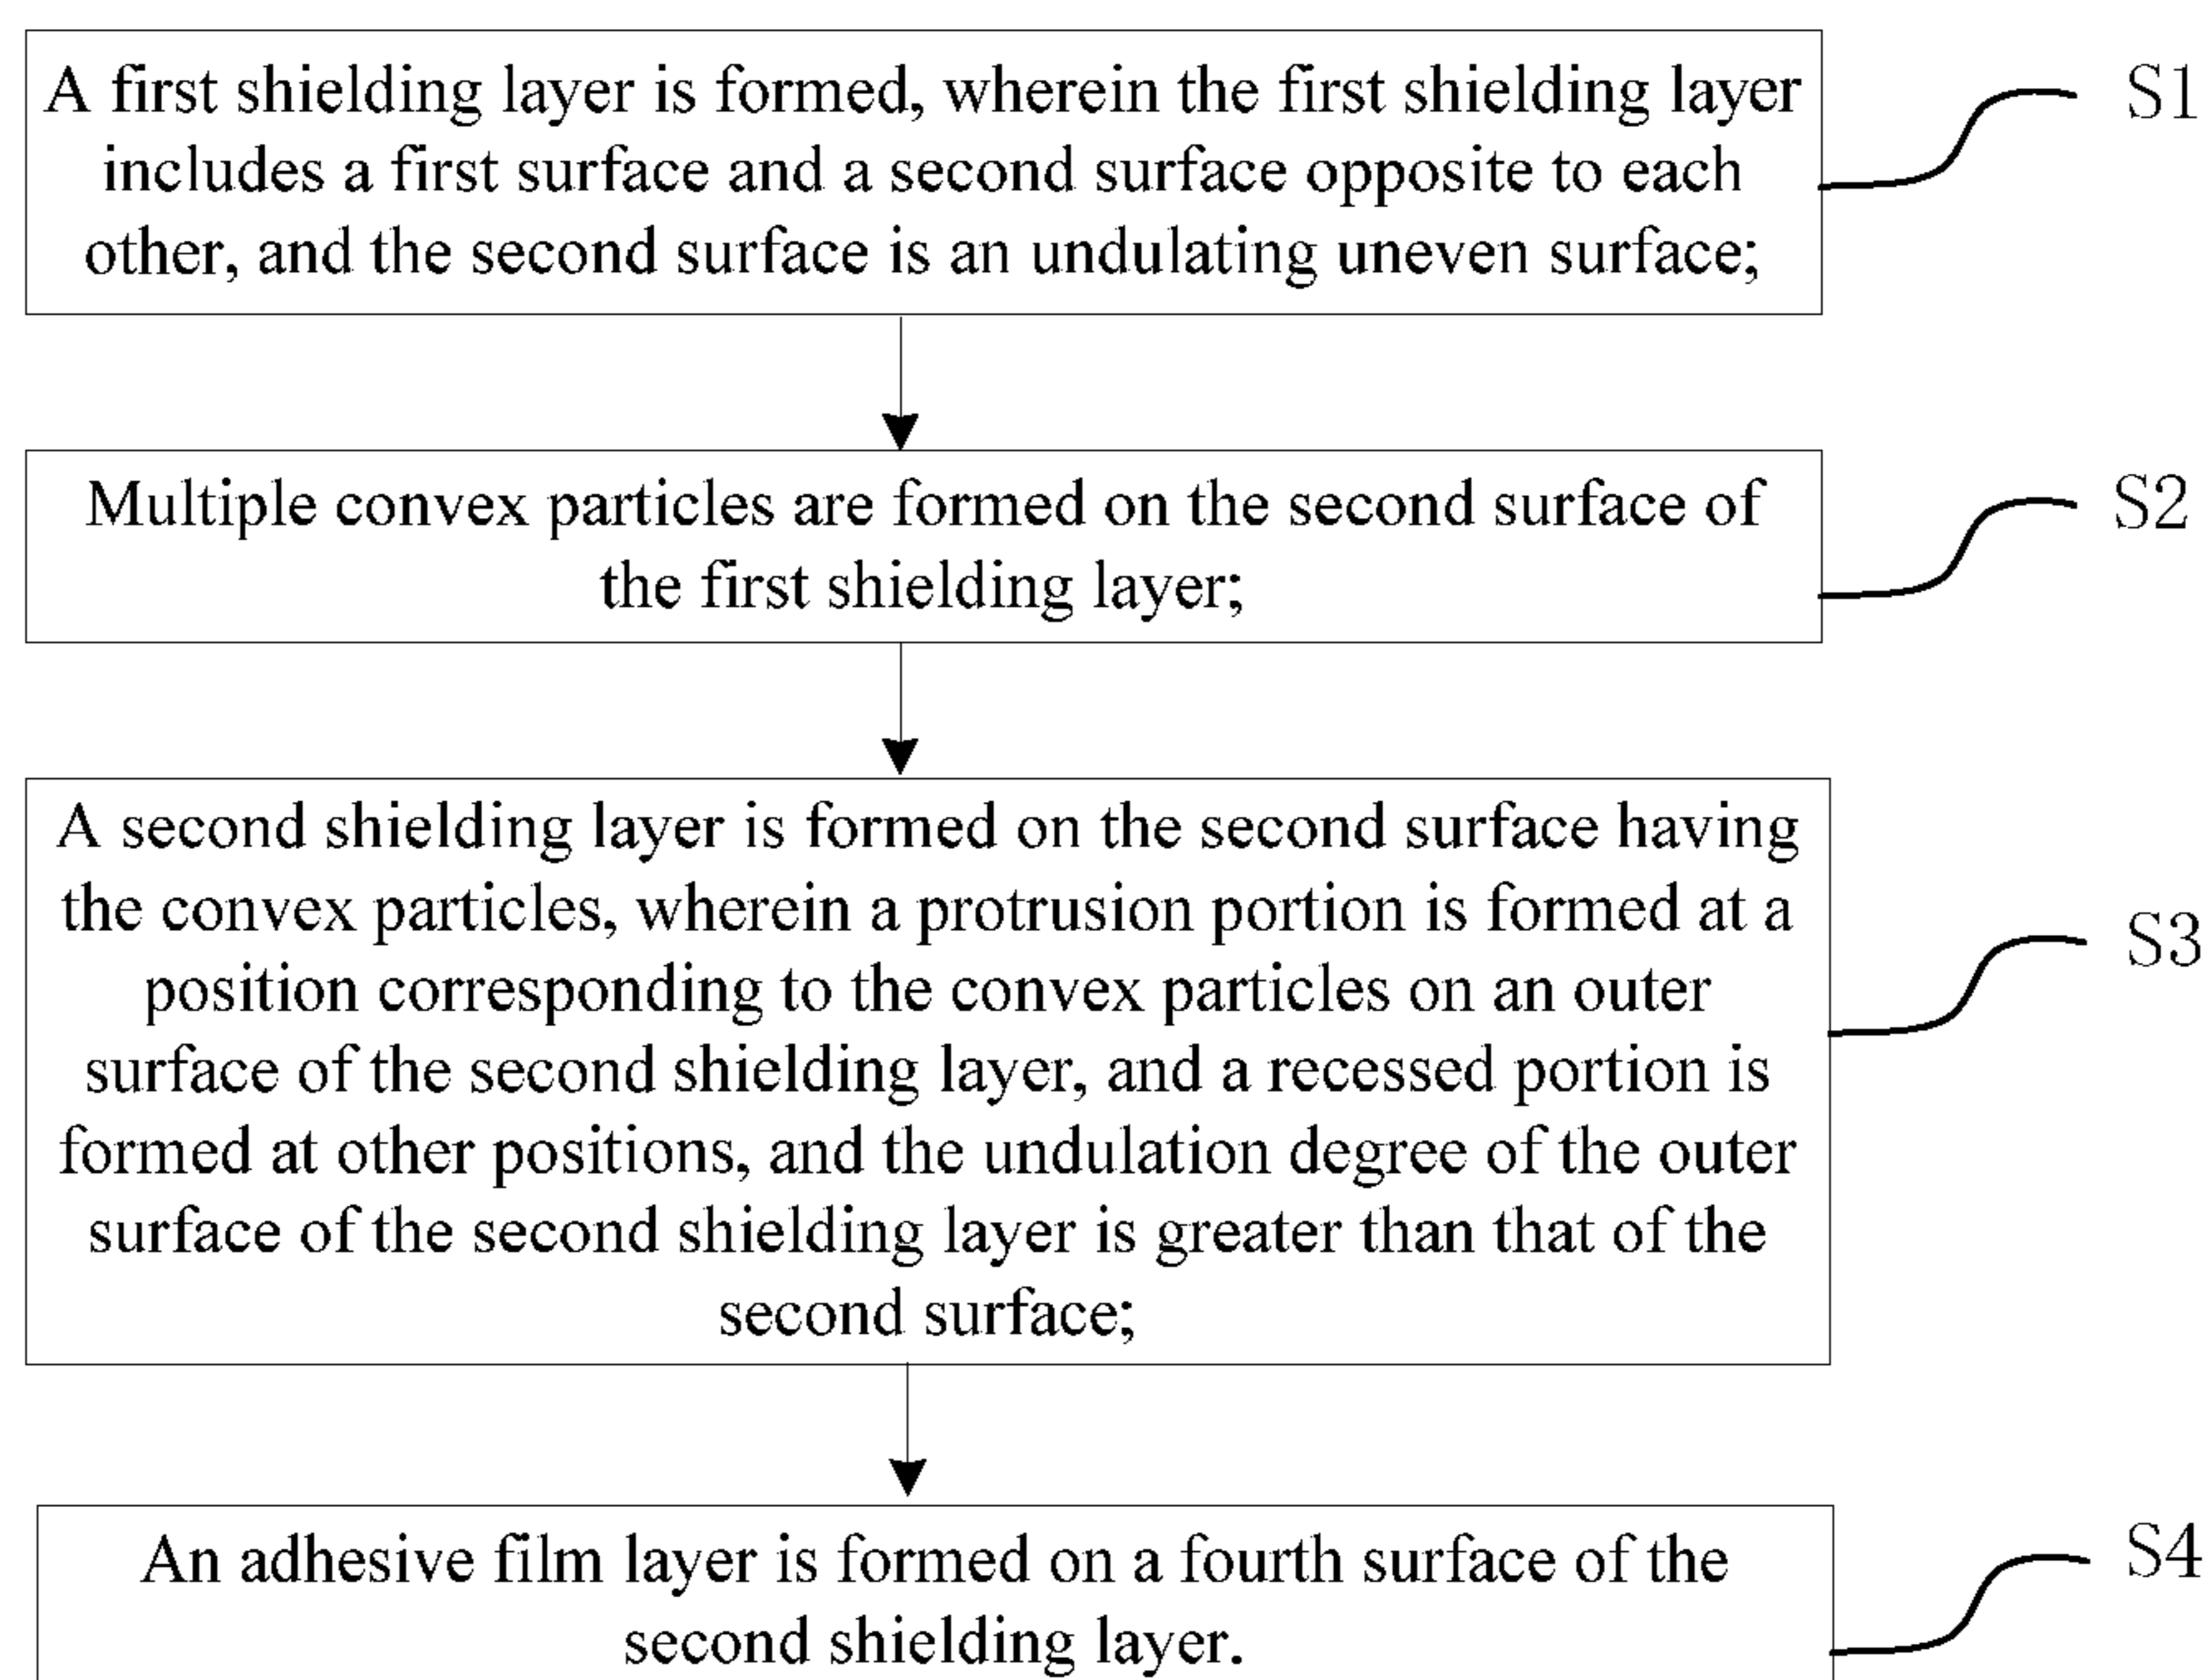 A first shielding layer is formed, wherein the first shielding layer
includes a first surface and a second surface opposite to each
other, and the second surface is an undulating uneven surface;
S1
Multiple convex particles are formed on the second surface of
the first shielding layer;
S2
A second shielding layer is formed on the second surface having
the convex particles, wherein a protrusion portion is formed at a
position corresponding to the convex particles on an outer
surface of the second shielding layer, and a recessed portion is
formed at other positions, and the undulation degree of the outer
surface of the second shielding layer is greater than that of the
second surface;
S3
An adhesive film layer is formed on a fourth surface of the
second shielding layer.
S4